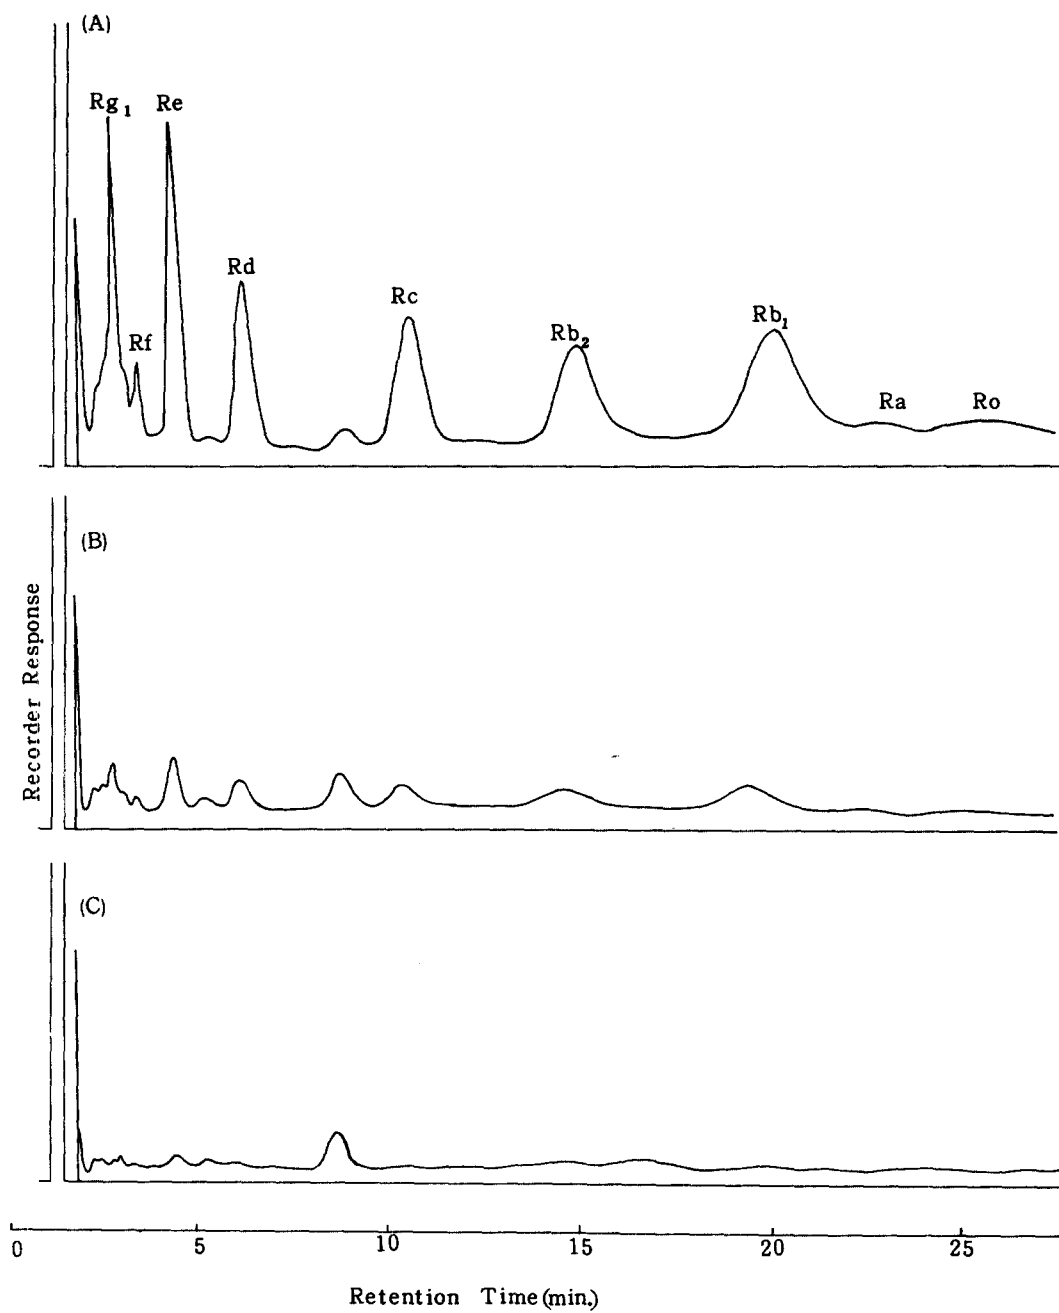 (A)
Rg₁ Re
Rf
Rd
Rc
Rb₂
Rb₁
Ra
Ro
(B)
Recorder Response
(C)
0 5 10 15 20 25
Retention Time (min.)